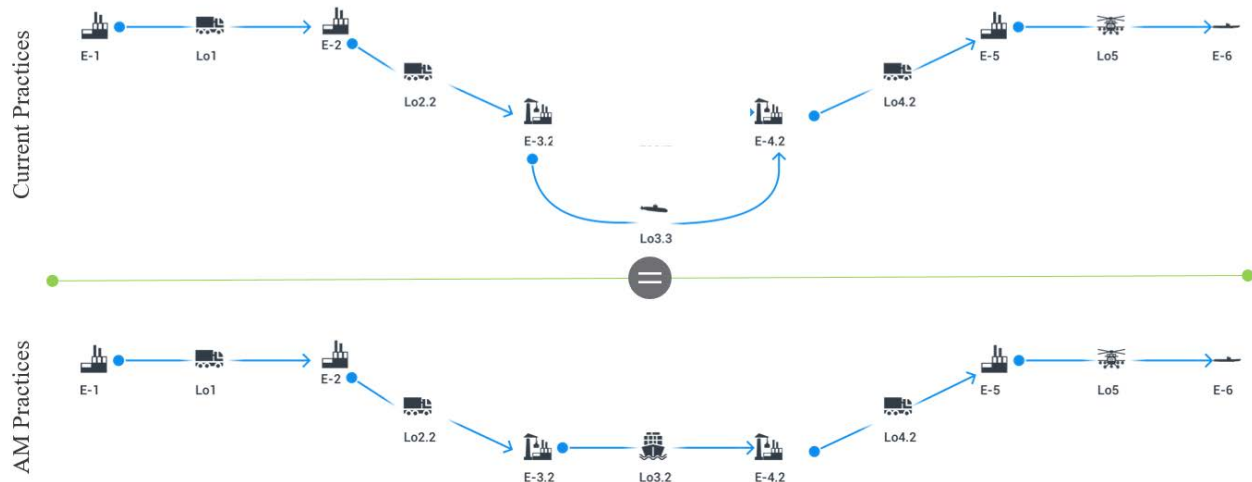 Current Practices
E-1
Lo1
E-2
Lo2.2
E-3.2
Lo3.3
E-4.2
Lo4.2
E-5
Lo5
E-6
AM Practices
E-1
Lo1
E-2
Lo2.2
E-3.2
Lo3.2
E-4.2
Lo4.2
E-5
Lo5
E-6